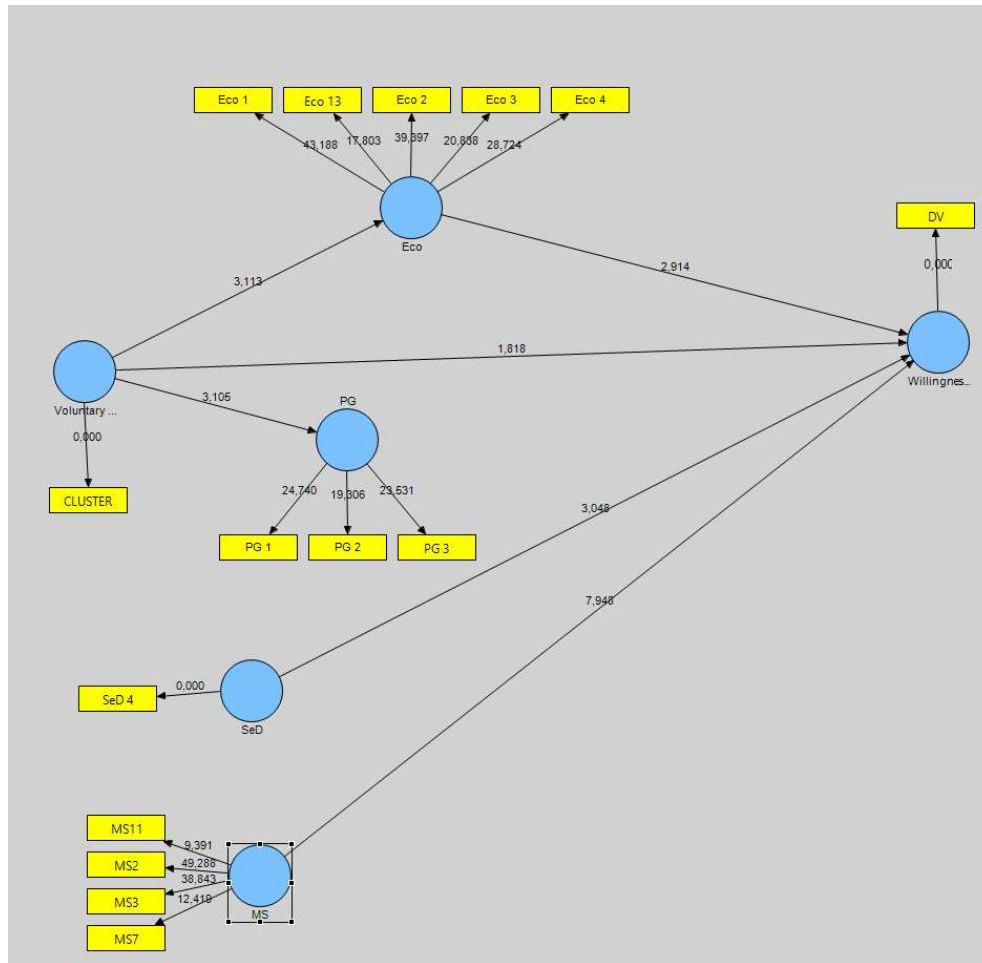 Eco 1
Eco 13
Eco 2
Eco 3
Eco 4
43,188
17,803
39,397
20,838
28,724
Eco
DV
0,000
2,914
3,113
1,818
Willingnes...
Voluntary ...
0,000
CLUSTER
3,105
PG
24,740
19,306
23,531
PG 1
PG 2
PG 3
3,048
7,948
SeD 4
0,000
SeD
MS11
MS2
MS3
MS7
9,391
49,288
38,843
12,419
MS